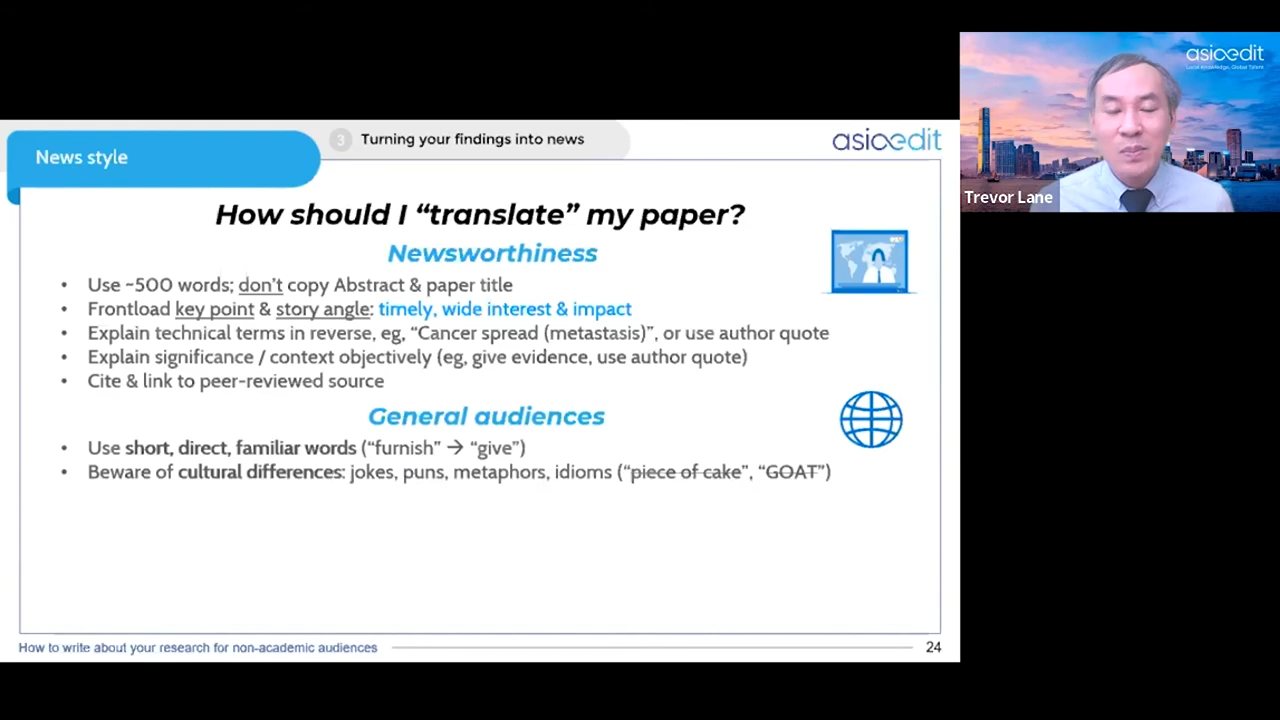 News style
3 Turning your findings into news
asiaedit
How should I “translate” my paper?
Newsworthiness
• Use ~500 words; don’t copy Abstract & paper title
• Frontload key point & story angle: timely, wide interest & impact
• Explain technical terms in reverse, eg, “Cancer spread (metastasis)”, or use author quote
• Explain significance / context objectively (eg, give evidence, use author quote)
• Cite & link to peer-reviewed source
General audiences
• Use short, direct, familiar words (“furnish” → “give”)
• Beware of cultural differences: jokes, puns, metaphors, idioms (“piece of cake”, “GOAT”)
How to write about your research for non-academic audiences
24
asiaedit
Local Knowledge, Global Talent
Trevor Lane